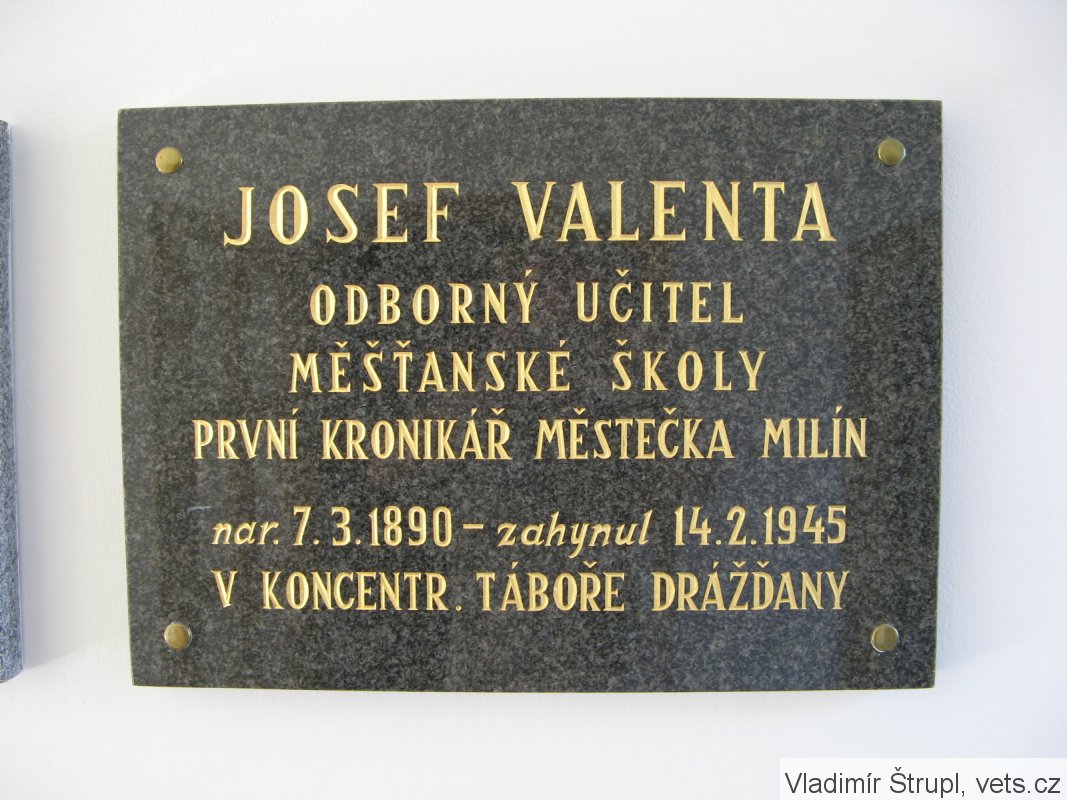 JOSEF VALENTA
ODBORNÝ UČITEL
MĚŠŤANSKÉ ŠKOLY
PRVNÍ KRONIKÁŘ MĚSTEČKA MILÍN
nar. 7.3.1890 – zahynul 14.2.1945
V KONCENTR. TÁBOŘE DRÁŽĎANY
Vladimír Štrupl, vets.cz